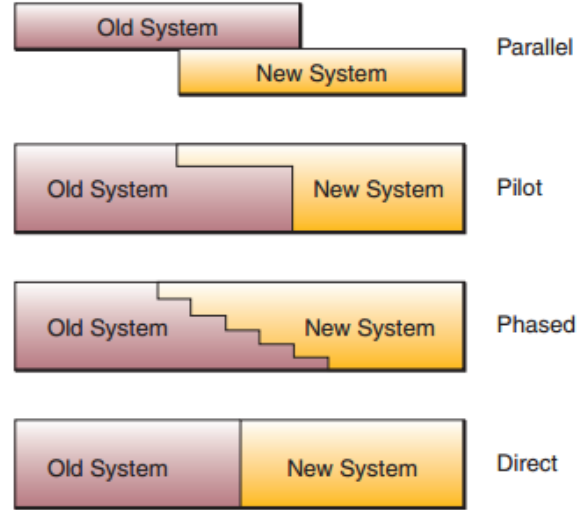 Old System
New System
Parallel
Old System
New System
Pilot
Old System
New System
Phased
Old System
New System
Direct